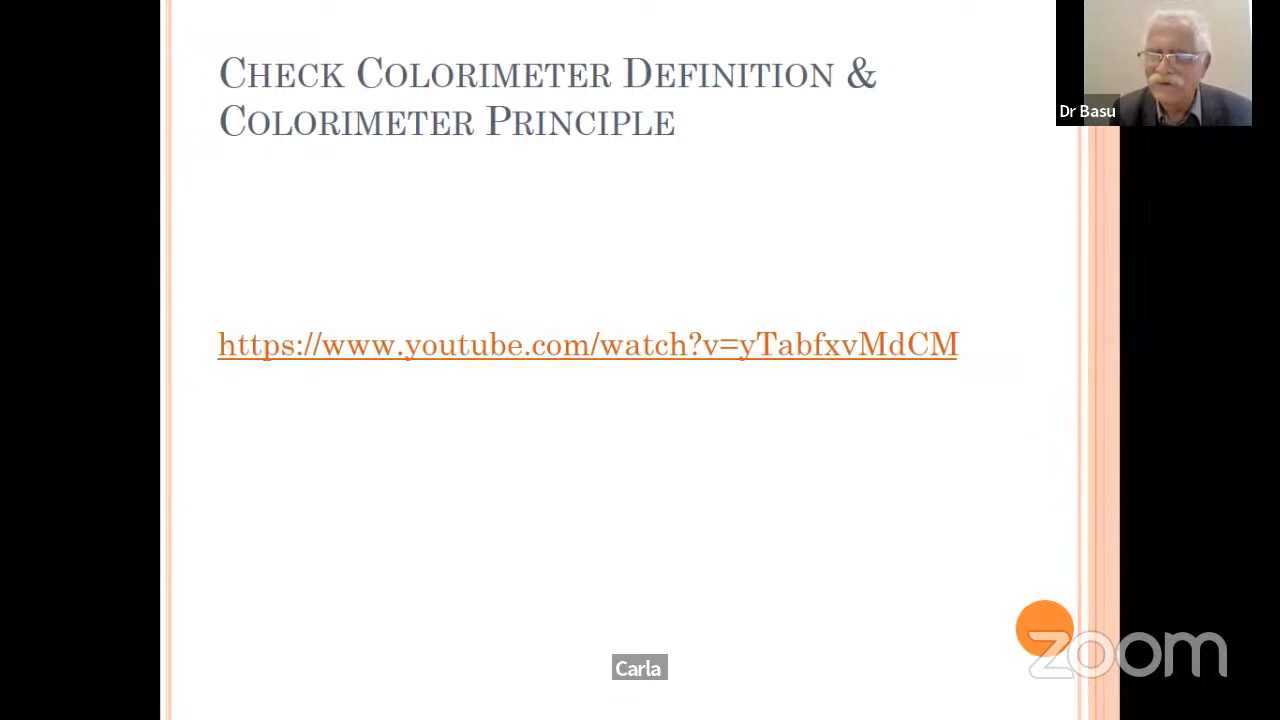 CHECK COLORIMETER DEFINITION &
COLORIMETER PRINCIPLE
Dr Basu
https://www.youtube.com/watch?v=yTabfxvMdCM
Carla
zoom